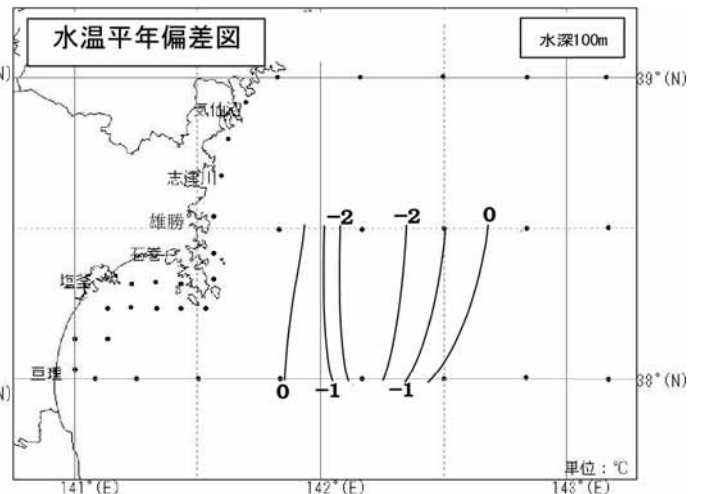 水温平年偏差図
水深100m
N)
39°(N)
気仙沼
志津川
雄勝
石巻
塩釜
亘理
-2
-2
0
0
-1
-1
N)
38°(N)
単位：℃
141°(E)
142°(E)
143°(E)